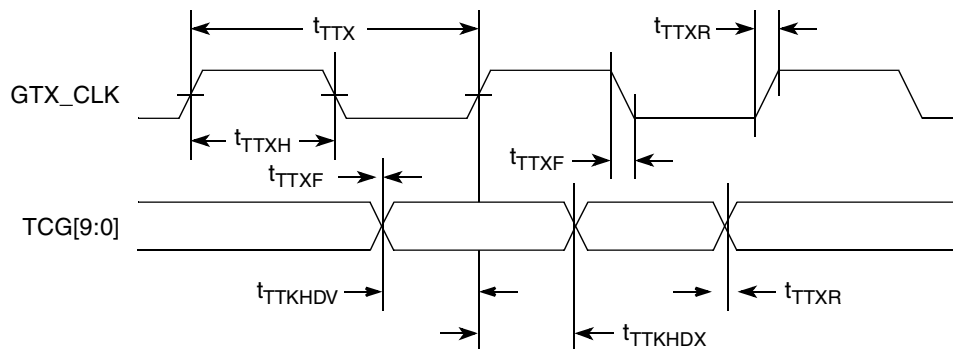 tTTX
tTTXR
GTX_CLK
tTTXH
tTTXF
tTTXF
TCG[9:0]
tTTKHDV
tTTXR
tTTKHDX